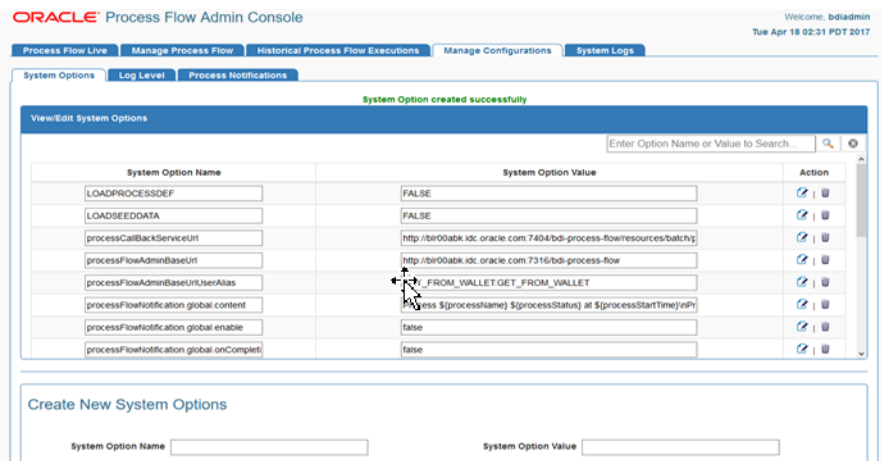 ORACLE® Process Flow Admin Console
Welcome, bdiadmin
Tue Apr 18 02:31 PDT 2017
Process Flow Live Manage Process Flow Historical Process Flow Executions Manage Configurations System Logs
System Options Log Level Process Notifications
System Option created successfully
View/Edit System Options
Enter Option Name or Value to Search...
System Option Name System Option Value Action
LOADPROCESSDEF FALSE
LOADSEEDDATA FALSE
processCallBackServiceUrl http://blr00abk.idc.oracle.com:7404/bdi-process-flow/resources/batch/p
processFlowAdminBaseUrl http://blr00abk.idc.oracle.com:7316/bdi-process-flow
processFlowAdminBaseUrlUserAlias _FROM_WALLET:GET_FROM_WALLET
processFlowNotification.global.content Process ${processName} ${processStatus} at ${processStartTime}\nPr
processFlowNotification.global.enable false
processFlowNotification.global.onCompleti false
Create New System Options
System Option Name System Option Value